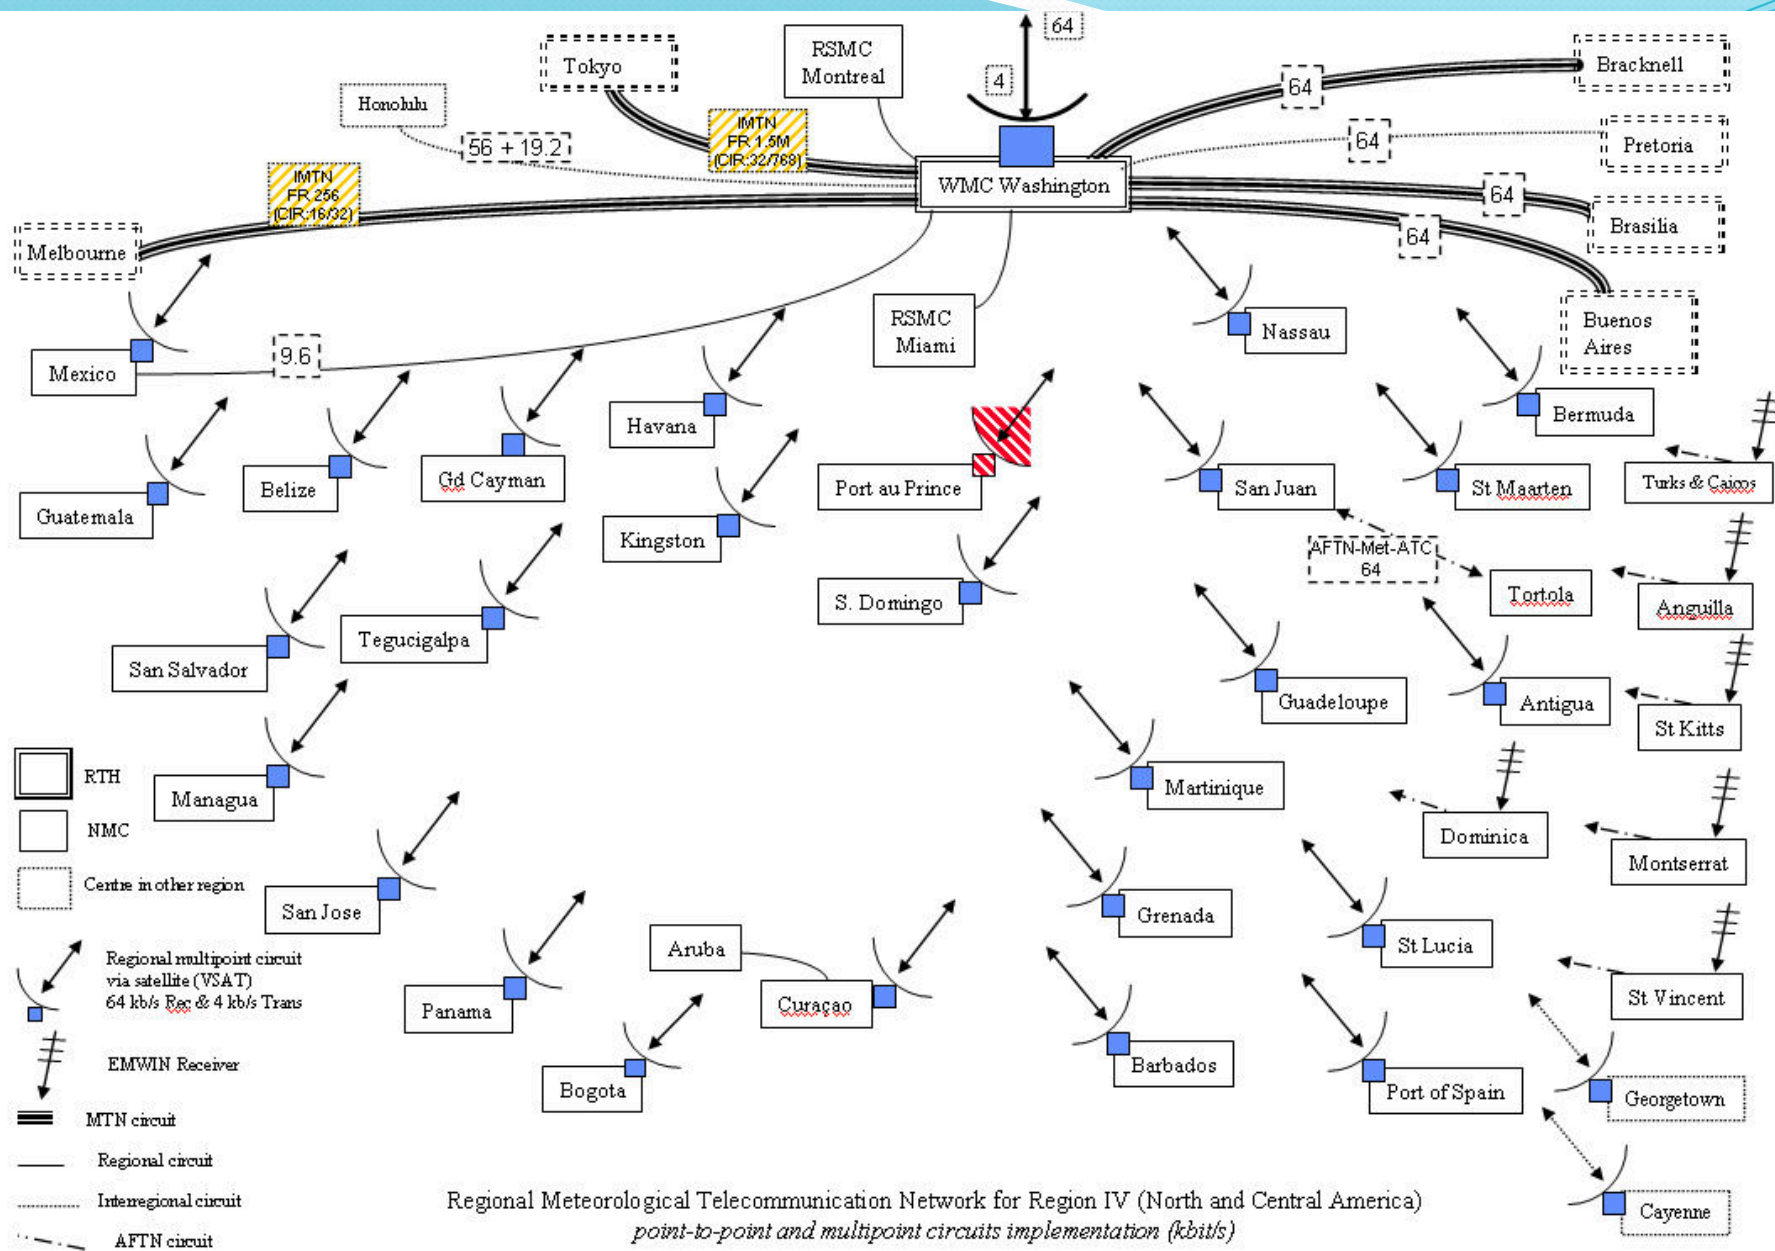 64
Tokyo
RSMC
Montreal
Bracknell
4
64
Honolulu
IMTN
FR 1.5M
(CIR:32/768)
56 + 19.2
64
Pretoria
IMTN
FR 256
(CIR:16/32)
WMC Washington
64
Brasilia
64
Melbourne
RSMC
Miami
Nassau
Buenos
Aires
9.6
Mexico
Havana
Bermuda
Guatemala
Belize
Gd Cayman
Port au Prince
San Juan
St Maarten
Turks & Caicos
Kingston
AFTN-Met-ATC
64
S. Domingo
Tortola
Anguilla
San Salvador
Tegucigalpa
Guadeloupe
Antigua
St Kitts
RTH
Managua
Martinique
NMC
Dominica
Montserrat
Centre in other region
San Jose
Grenada
St Lucia
Aruba
Regional multipoint circuit
via satellite (VSAT)
64 kb/s Rec & 4 kb/s Trans
Panama
Curaçao
St Vincent
EMWIN Receiver
Bogota
Barbados
Port of Spain
Georgetown
MTN circuit
Regional circuit
Interregional circuit
Cayenne
AFTN circuit
Regional Meteorological Telecommunication Network for Region IV (North and Central America)
point-to-point and multipoint circuits implementation (kbit/s)